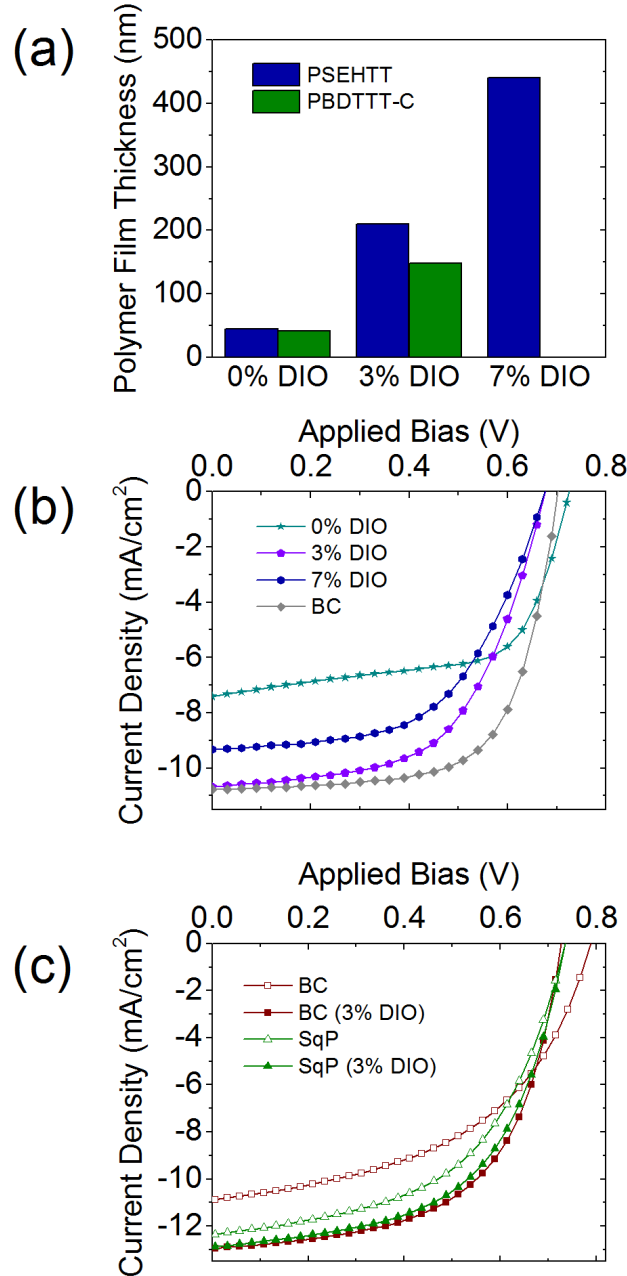 (a)
Polymer Film Thickness (nm)
500
400
300
200
100
0
PSEHTT
PBDTTT-C
0% DIO 3% DIO 7% DIO
(b)
Applied Bias (V)
0.0 0.2 0.4 0.6 0.8
Current Density (mA/cm²)
0
-2
-4
-6
-8
-10
0% DIO
3% DIO
7% DIO
BC
(c)
Applied Bias (V)
0.0 0.2 0.4 0.6 0.8
Current Density (mA/cm²)
0
-2
-4
-6
-8
-10
-12
BC
BC (3% DIO)
SqP
SqP (3% DIO)